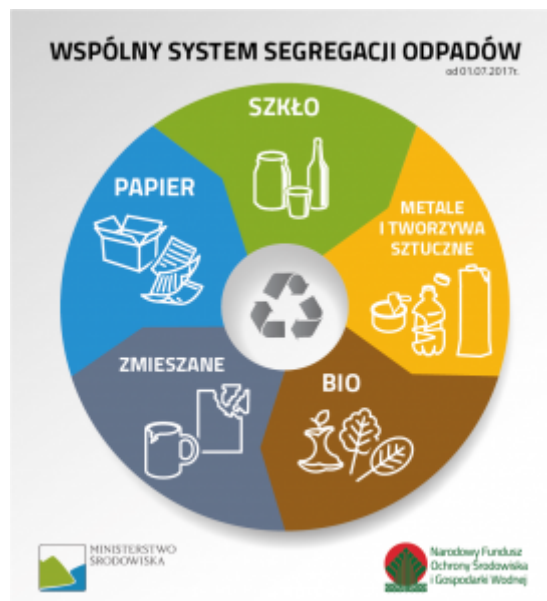 WSPÓLNY SYSTEM SEGREGACJI ODPADÓW
od 01.07.2017r.
SZKŁO
PAPIER
METALE
I TWORZYWA
SZTUCZNE
ZMIESZANE
BIO
MINISTERSTWO
ŚRODOWISKA
Narodowy Fundusz
Ochrony Środowiska
i Gospodarki Wodnej